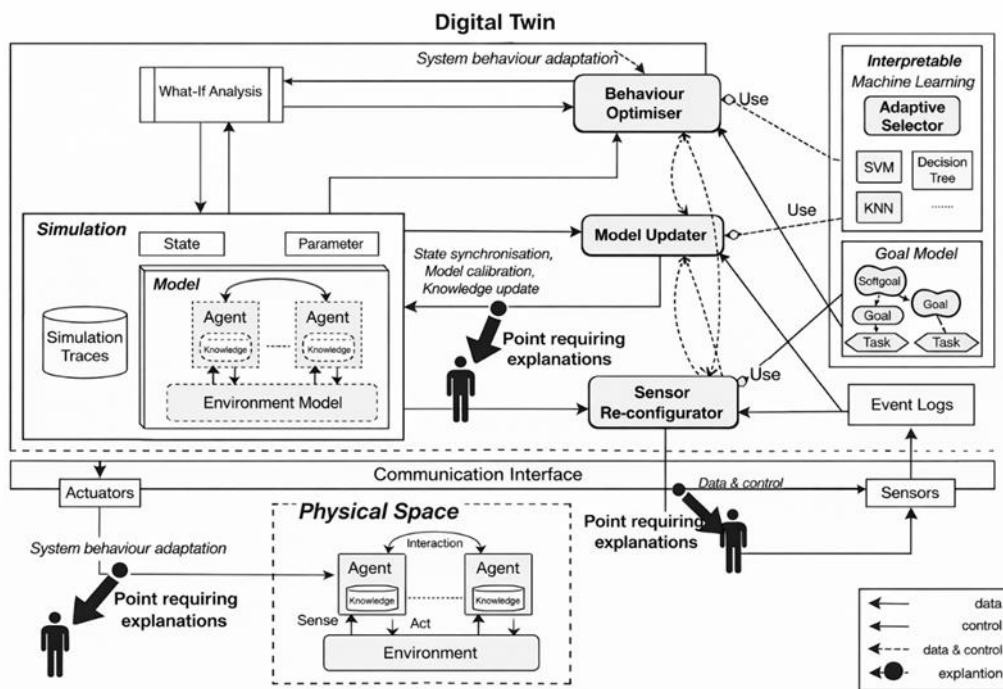 Digital Twin
System behaviour adaptation
What-If Analysis
Behaviour
Optimiser
Use
Interpretable
Machine Learning
Adaptive
Selector
SVM
Decision
Tree
KNN
.......
Simulation
State
Parameter
Model
Agent
Agent
Knowledge
Knowledge
Environment Model
Simulation
Traces
Model Updater
Use
State synchronisation,
Model calibration,
Knowledge update
Point requiring
explanations
Goal Model
Softgoal
Goal
Goal
Task
Task
Sensor
Re-configurator
Use
Event Logs
Communication Interface
Actuators
Data & control
Sensors
System behaviour adaptation
Point requiring
explanations
Physical Space
Interaction
Agent
Agent
Knowledge
Knowledge
Sense
Act
Environment
Point requiring
explanations
data
control
data & control
explantion